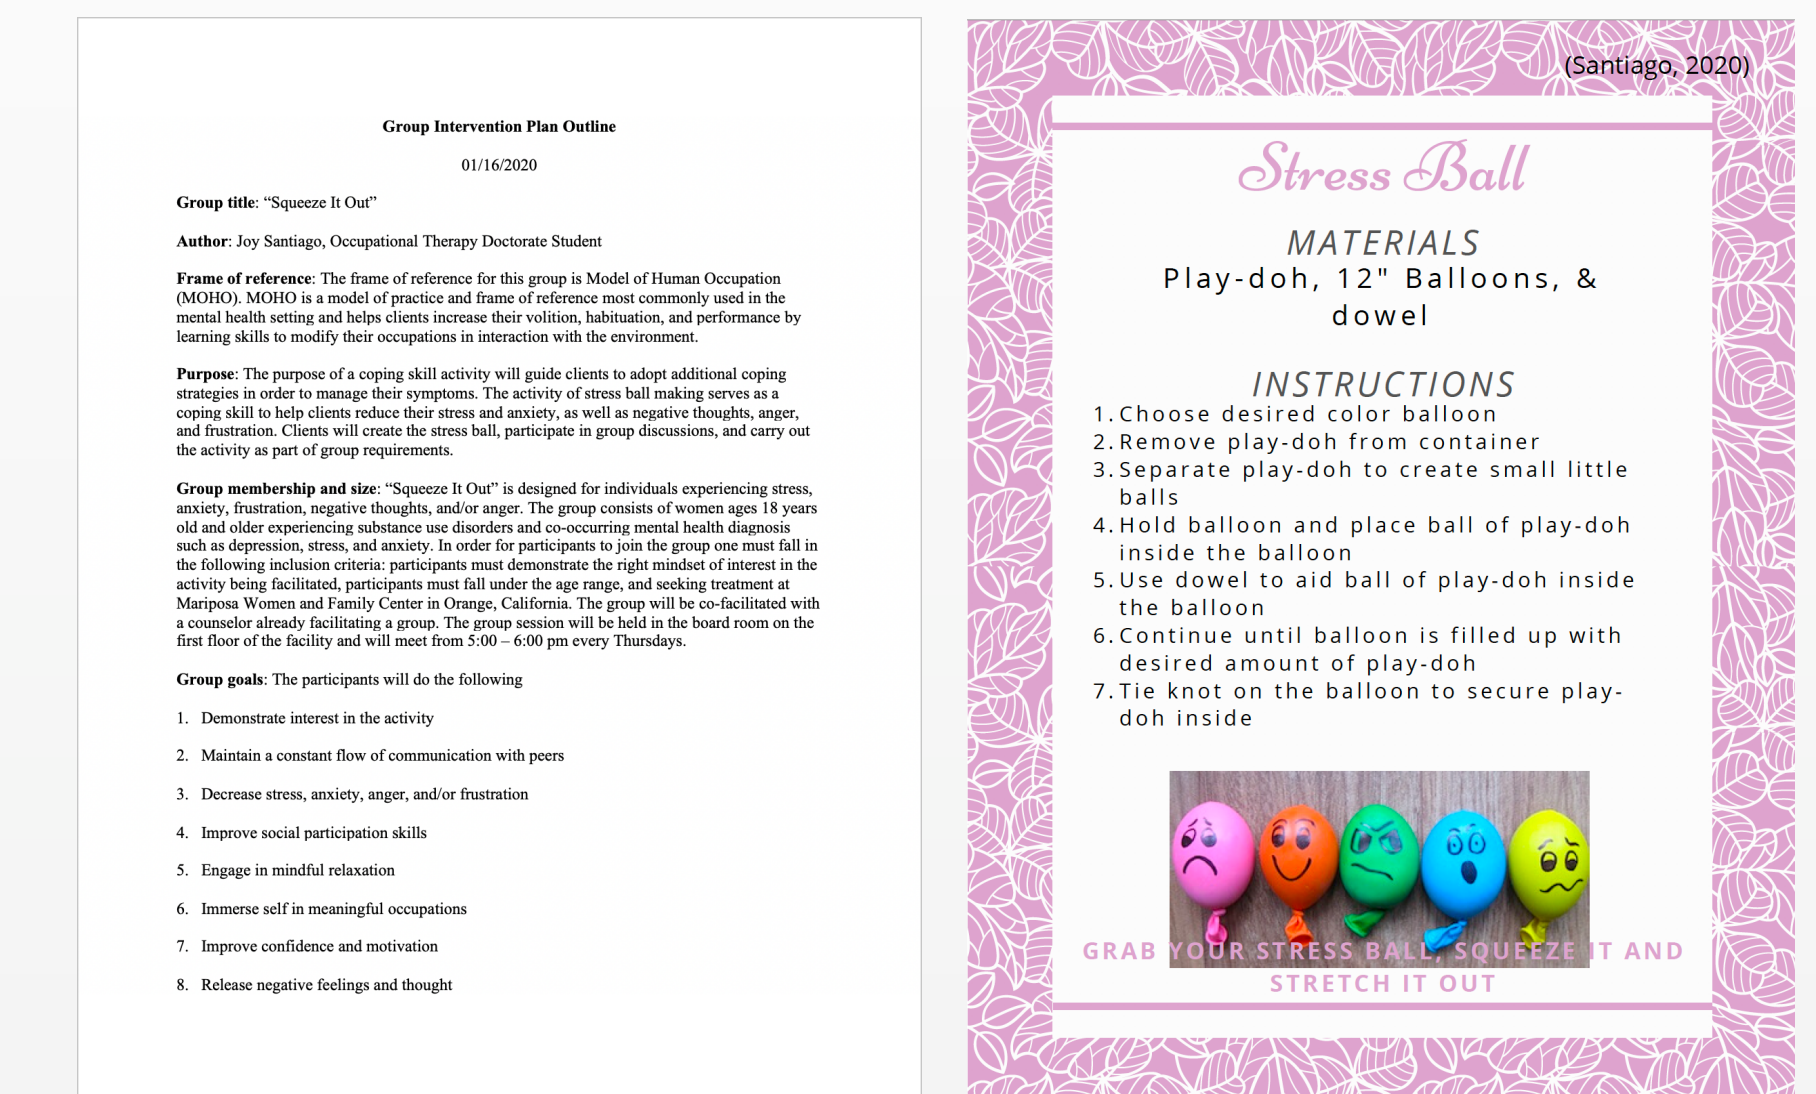 Group Intervention Plan Outline
01/16/2020
Group title: “Squeeze It Out”
Author: Joy Santiago, Occupational Therapy Doctorate Student
Frame of reference: The frame of reference for this group is Model of Human Occupation
(MOHO). MOHO is a model of practice and frame of reference most commonly used in the
mental health setting and helps clients increase their volition, habituation, and performance by
learning skills to modify their occupations in interaction with the environment.
Purpose: The purpose of a coping skill activity will guide clients to adopt additional coping
strategies in order to manage their symptoms. The activity of stress ball making serves as a
coping skill to help clients reduce their stress and anxiety, as well as negative thoughts, anger,
and frustration. Clients will create the stress ball, participate in group discussions, and carry out
the activity as part of group requirements.
Group membership and size: “Squeeze It Out” is designed for individuals experiencing stress,
anxiety, frustration, negative thoughts, and/or anger. The group consists of women ages 18 years
old and older experiencing substance use disorders and co-occurring mental health diagnosis
such as depression, stress, and anxiety. In order for participants to join the group one must fall in
the following inclusion criteria: participants must demonstrate the right mindset of interest in the
activity being facilitated, participants must fall under the age range, and seeking treatment at
Mariposa Women and Family Center in Orange, California. The group will be co-facilitated with
a counselor already facilitating a group. The group session will be held in the board room on the
first floor of the facility and will meet from 5:00 – 6:00 pm every Thursdays.
Group goals: The participants will do the following
1. Demonstrate interest in the activity
2. Maintain a constant flow of communication with peers
3. Decrease stress, anxiety, anger, and/or frustration
4. Improve social participation skills
5. Engage in mindful relaxation
6. Immerse self in meaningful occupations
7. Improve confidence and motivation
8. Release negative feelings and thought
(Santiago, 2020)
Stress Ball
MATERIALS
Play-doh, 12" Balloons, &
dowel
INSTRUCTIONS
1. Choose desired color balloon
2. Remove play-doh from container
3. Separate play-doh to create small little
balls
4. Hold balloon and place ball of play-doh
inside the balloon
5. Use dowel to aid ball of play-doh inside
the balloon
6. Continue until balloon is filled up with
desired amount of play-doh
7. Tie knot on the balloon to secure play-
doh inside
GRAB YOUR STRESS BALL, SQUEEZE IT AND
STRETCH IT OUT